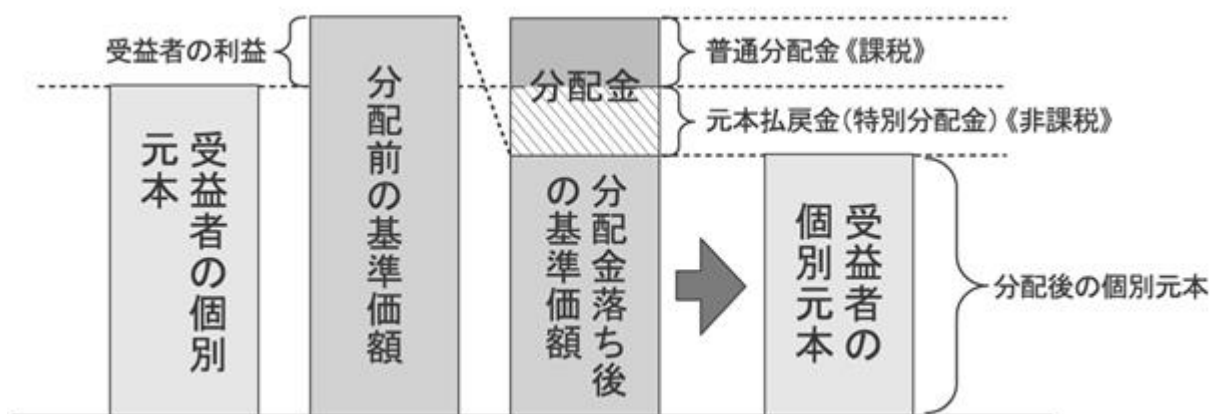 受益者の利益
受益者の個別
元本
分配前の基準価額
分配金
分配金落ち後
の基準価額
普通分配金《課税》
元本払戻金(特別分配金)《非課税》
受益者の
個別元本
分配後の個別元本